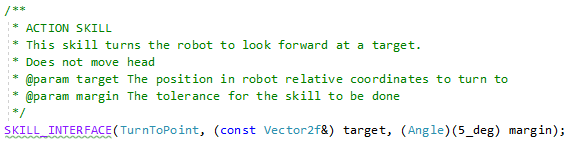 /**
* ACTION SKILL
* This skill turns the robot to look forward at a target.
* Does not move head
* @param target The position in robot relative coordinates to turn to
* @param margin The tolerance for the skill to be done
*/
SKILL_INTERFACE(TurnToPoint, (const Vector2f&) target, (Angle)(5_deg) margin);